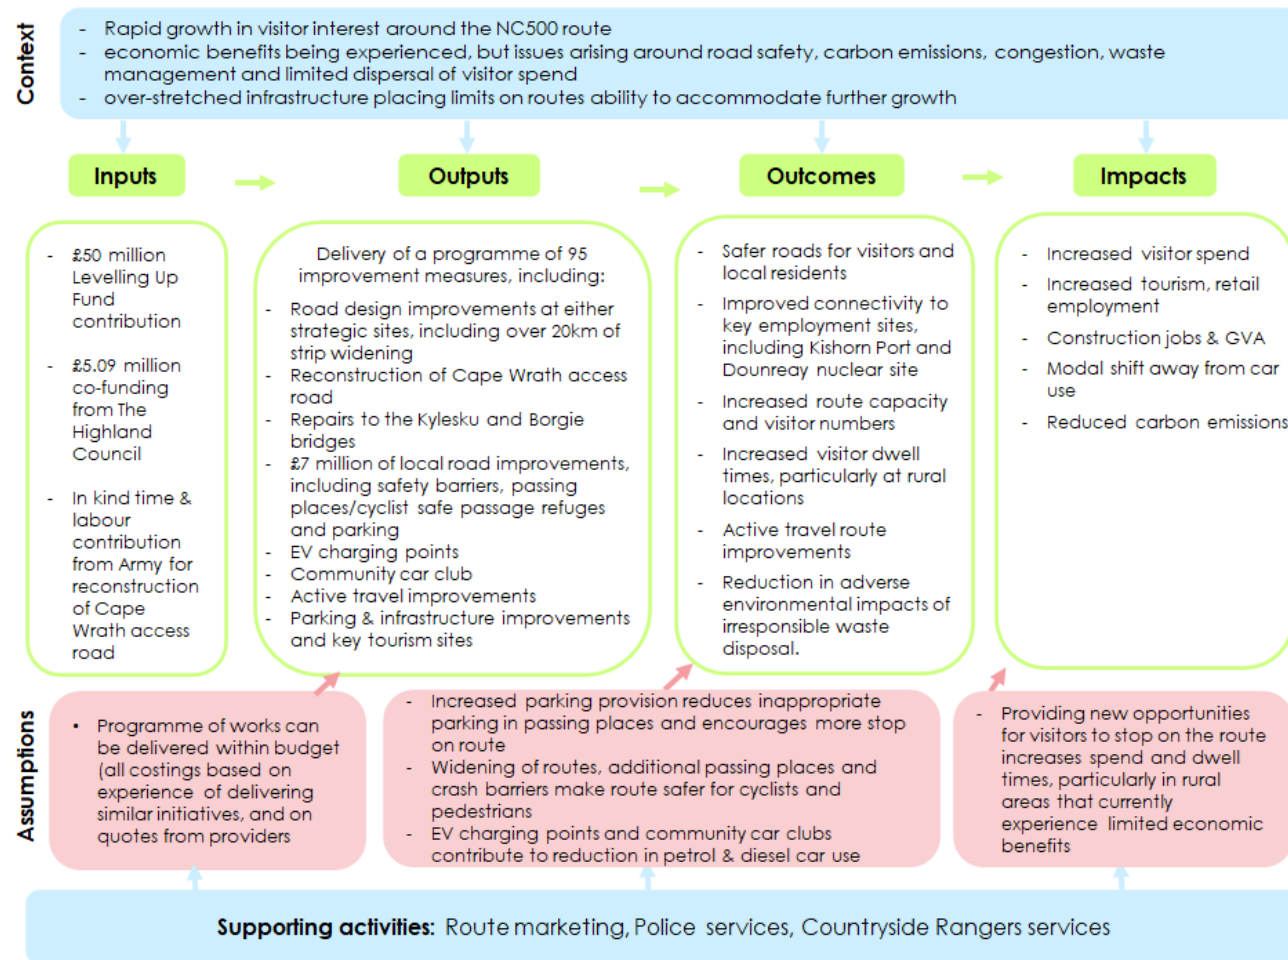 Context
- Rapid growth in visitor interest around the NC500 route
- economic benefits being experienced, but issues arising around road safety, carbon emissions, congestion, waste
management and limited dispersal of visitor spend
- over-stretched infrastructure placing limits on routes ability to accommodate further growth
Inputs
- £50 million
Levelling Up
Fund
contribution
- £5.09 million
co-funding
from The
Highland
Council
- In kind time &
labour
contribution
from Army for
reconstruction
of Cape
Wrath access
road
Outputs
Delivery of a programme of 95
improvement measures, including:
- Road design improvements at either
strategic sites, including over 20km of
strip widening
- Reconstruction of Cape Wrath access
road
- Repairs to the Kylesku and Borgie
bridges
- £7 million of local road improvements,
including safety barriers, passing
places/cyclist safe passage refuges
and parking
- EV charging points
- Community car club
- Active travel improvements
- Parking & infrastructure improvements
and key tourism sites
Outcomes
- Safer roads for visitors and
local residents
- Improved connectivity to
key employment sites,
including Kishorn Port and
Dounreay nuclear site
- Increased route capacity
and visitor numbers
- Increased visitor dwell
times, particularly at rural
locations
- Active travel route
improvements
- Reduction in adverse
environmental impacts of
irresponsible waste
disposal.
Impacts
- Increased visitor spend
- Increased tourism, retail
employment
- Construction jobs & GVA
- Modal shift away from car
use
- Reduced carbon emissions
Assumptions
• Programme of works can
be delivered within budget
(all costings based on
experience of delivering
similar initiatives, and on
quotes from providers
- Increased parking provision reduces inappropriate
parking in passing places and encourages more stop
on route
- Widening of routes, additional passing places and
crash barriers make route safer for cyclists and
pedestrians
- EV charging points and community car clubs
contribute to reduction in petrol & diesel car use
- Providing new opportunities
for visitors to stop on the route
increases spend and dwell
times, particularly in rural
areas that currently
experience limited economic
benefits
Supporting activities: Route marketing, Police services, Countryside Rangers services